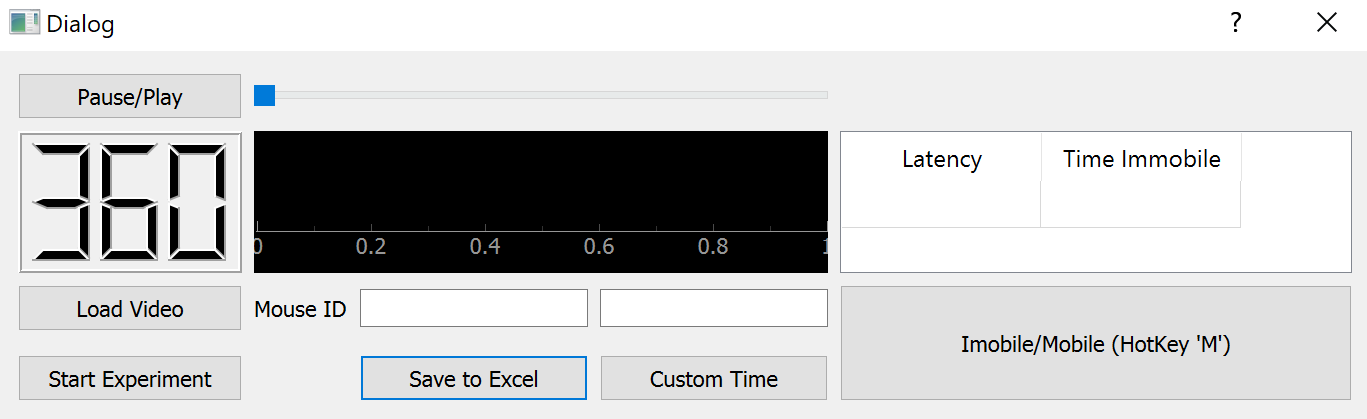 Dialog
?
Pause/Play
360
0 0.2 0.4 0.6 0.8 1
Latency Time Immobile
Load Video
Mouse ID
Imobile/Mobile (HotKey 'M')
Start Experiment
Save to Excel
Custom Time